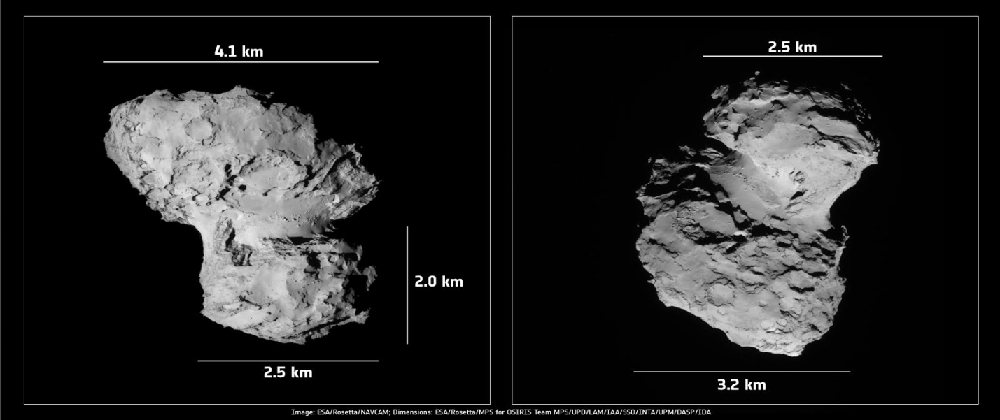 4.1 km
2.0 km
2.5 km
2.5 km
3.2 km
Image: ESA/Rosetta/NAVCAM; Dimensions: ESA/Rosetta/MPS for OSIRIS Team MPS/UPD/LAM/IAA/SSO/INTA/UPM/DASP/IDA